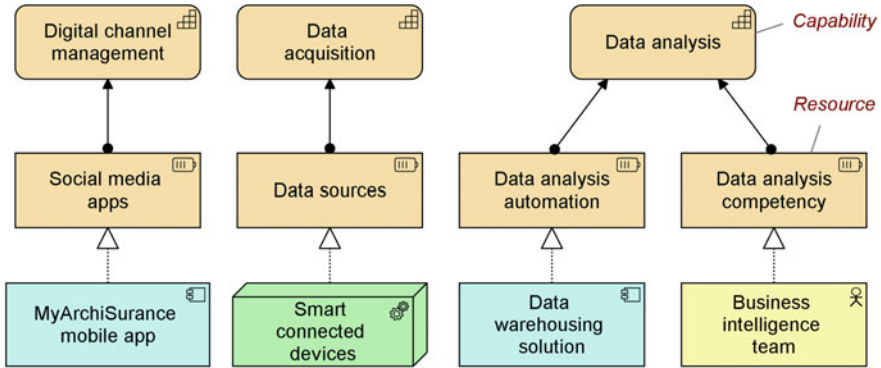 Digital channel
management
Data
acquisition
Data analysis
Capability
Resource
Social media
apps
Data sources
Data analysis
automation
Data analysis
competency
MyArchiSurance
mobile app
Smart
connected
devices
Data
warehousing
solution
Business
intelligence
team